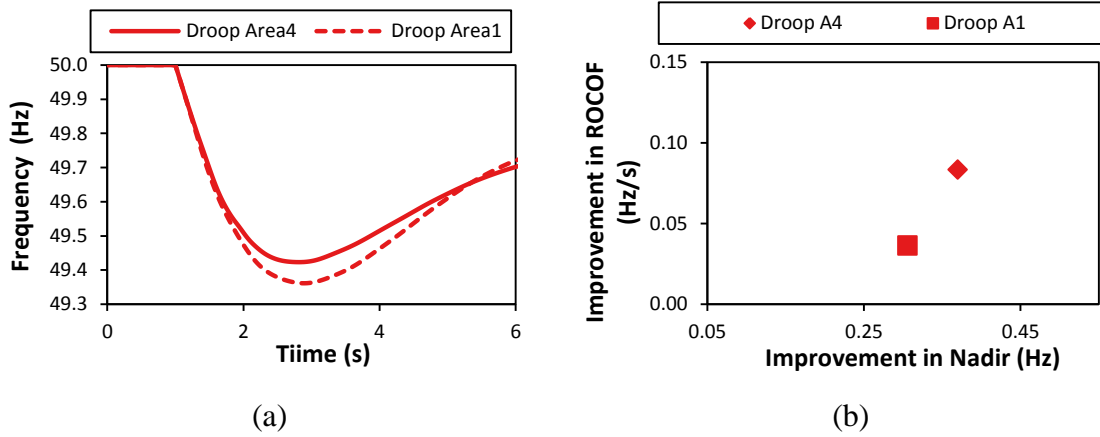 Droop Area4 Droop Area1
50.0
49.9
49.8
49.7
49.6
49.5
49.4
49.3
Frequency (Hz)
0 2 4 6
Tiime (s)
(a)
Droop A4 Droop A1
0.15
0.10
0.05
0.00
Improvement in ROCOF
(Hz/s)
0.05 0.25 0.45
Improvement in Nadir (Hz)
(b)